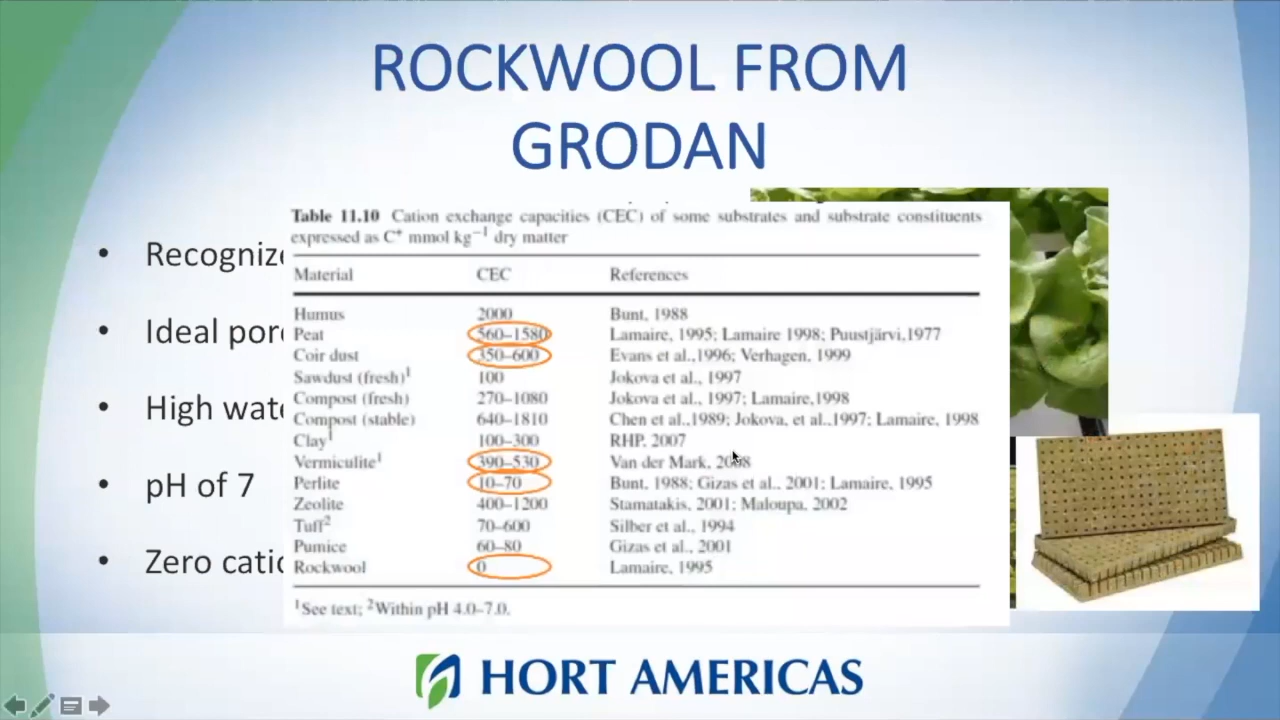 ROCKWOOL FROM
GRODAN
Table 11.10 Cation exchange capacities (CEC) of some substrates and substrate constituents
expressed as C⁺ mmol kg⁻¹ dry matter
Material CEC References
Humus 2000 Bunt, 1988
Peat 560–1580 Lamaire, 1995; Lamaire 1998; Puustjärvi,1977
Coir dust 350–600 Evans et al.,1996; Verhagen, 1999
Sawdust (fresh)¹ 100 Jokova et al., 1997
Compost (fresh) 270–1080 Jokova et al., 1997; Lamaire,1998
Compost (stable) 640–1810 Chen et al.,1989; Jokova, et al.,1997; Lamaire, 1998
Clay¹ 100–300 RHP, 2007
Vermiculite¹ 390–530 Van der Mark, 2008
Perlite 10–70 Bunt, 1988; Gizas et al., 2001; Lamaire, 1995
Zeolite 400–1200 Stamatakis, 2001; Maloupa, 2002
Tuff² 70–600 Silber et al., 1994
Pumice 60–80 Gizas et al., 2001
Rockwool 0 Lamaire, 1995
¹See text; ²Within pH 4.0–7.0.
• Recognize
• Ideal por
• High wat
• pH of 7
• Zero catio
HORT AMERICAS